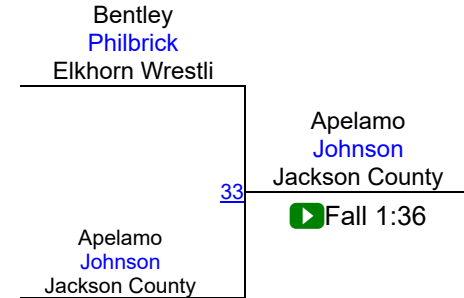 Bentley
Philbrick
Elkhorn Wrestli
Apelamo
Johnson
Jackson County
33
Fall 1:36
Apelamo
Johnson
Jackson County